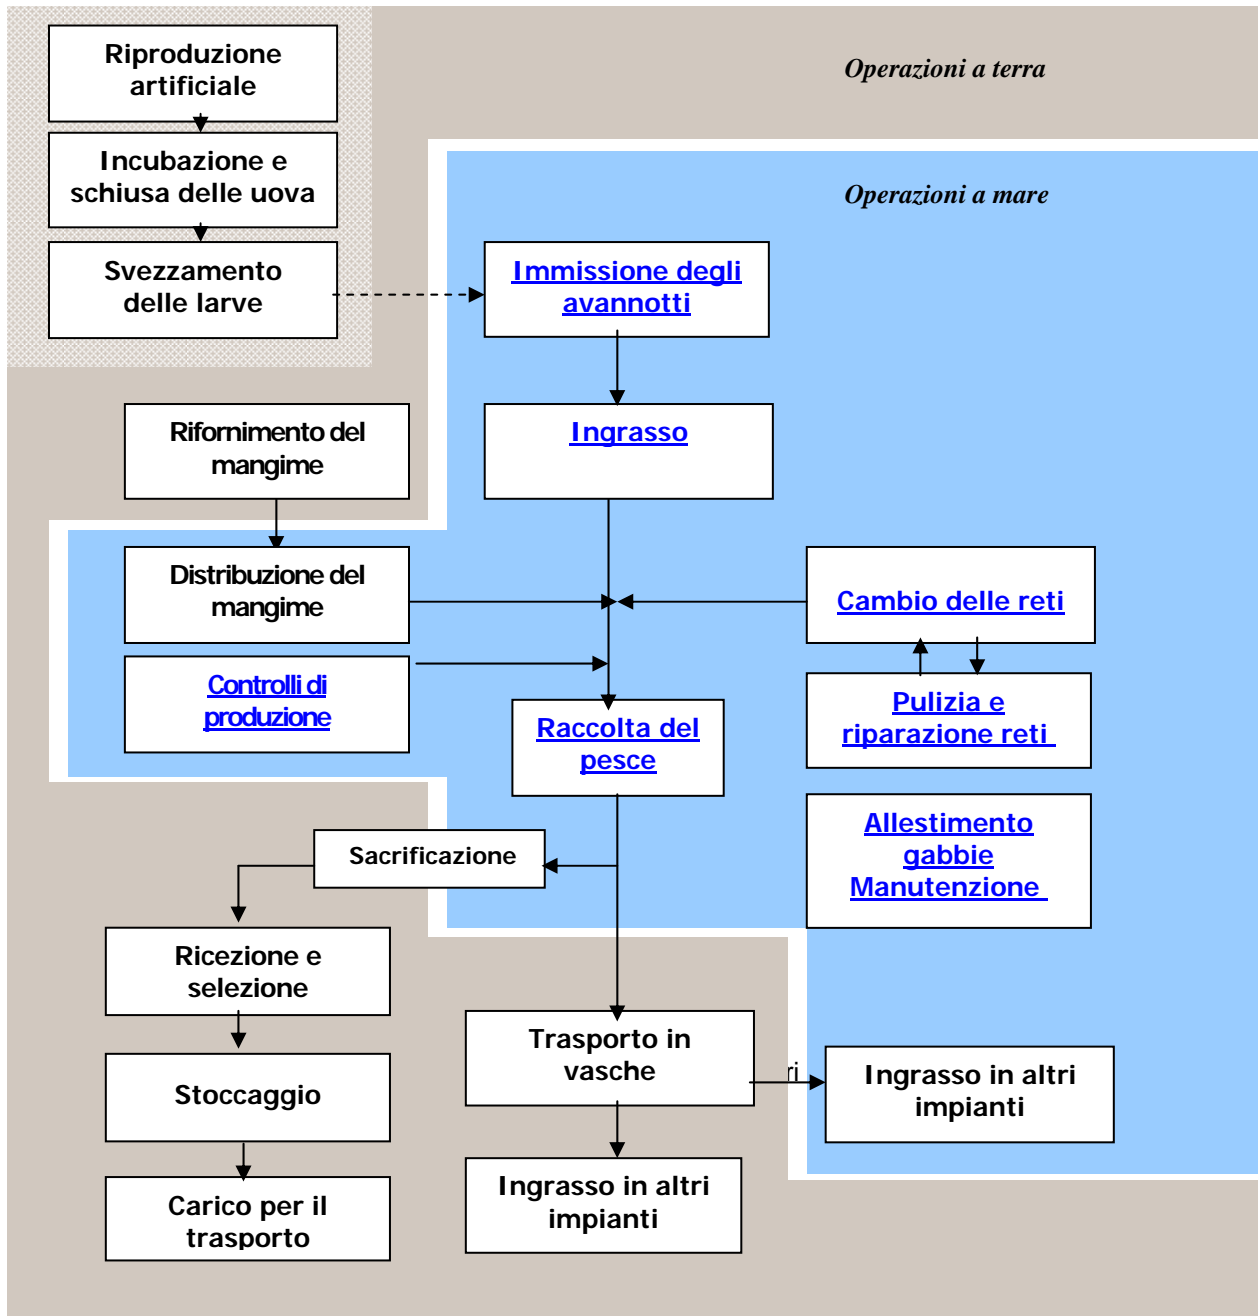 Riproduzione
artificiale
Operazioni a terra
Incubazione e
schiusa delle uova
Operazioni a mare
Svezzamento
delle larve
Immissione degli
avannotti
Rifornimento del
mangime
Ingrasso
Distribuzione del
mangime
Cambio delle reti
Controlli di
produzione
Raccolta del
pesce
Pulizia e
riparazione reti
Allestimento
gabbie
Manutenzione
Sacrificazione
Ricezione e
selezione
Trasporto in
vasche
ri
Ingrasso in altri
impianti
Stoccaggio
Ingrasso in altri
impianti
Carico per il
trasporto